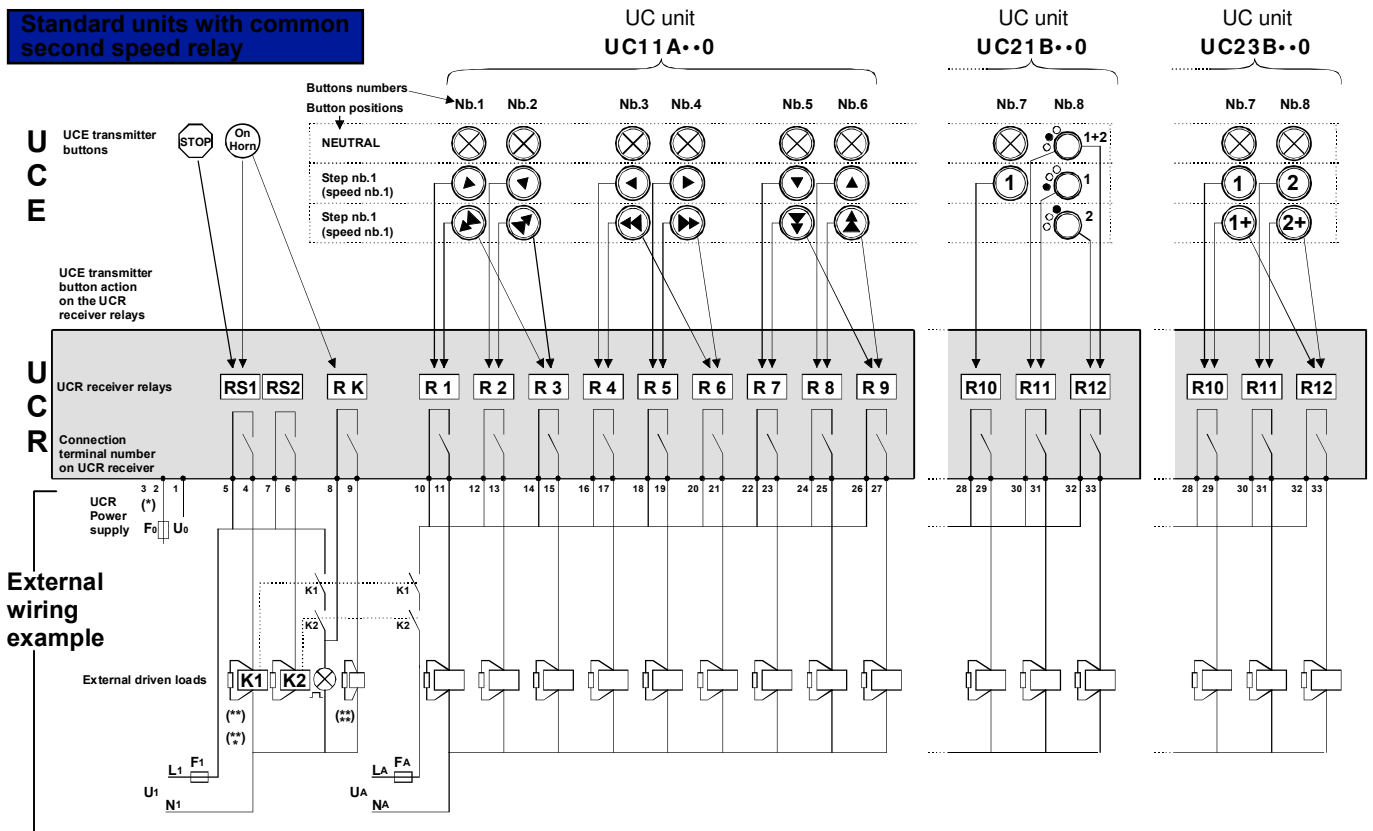 Standard units with common
second speed relay
UC unit
UC11A••0
UC unit
UC21B••0
UC unit
UC23B••0
Buttons numbers
Button positions
Nb.1 Nb.2 Nb.3 Nb.4 Nb.5 Nb.6 Nb.7 Nb.8 Nb.7 Nb.8
U
C
E
UCE transmitter
buttons
STOP
On
Horn
NEUTRAL
1+2
Step nb.1
(speed nb.1)
1 1 1 2
Step nb.1
(speed nb.1)
2 1+ 2+
UCE transmitter
button action
on the UCR
receiver relays
U
C
R
UCR receiver relays
RS1 RS2 R K R 1 R 2 R 3 R 4 R 5 R 6 R 7 R 8 R 9 R10 R11 R12 R10 R11 R12
Connection
terminal number
on UCR receiver
3 2 1 5 4 7 6 8 9 10 11 12 13 14 15 16 17 18 19 20 21 22 23 24 25 26 27 28 29 30 31 32 33 28 29 30 31 32 33
(*)
UCR
Power
supply
F0 U0
External
wiring
example
K1 K1
K2 K2
External driven loads
K1 K2
(**) (**
**)
(**
*)
L1 F1 LA FA
U1 UA
N1 NA